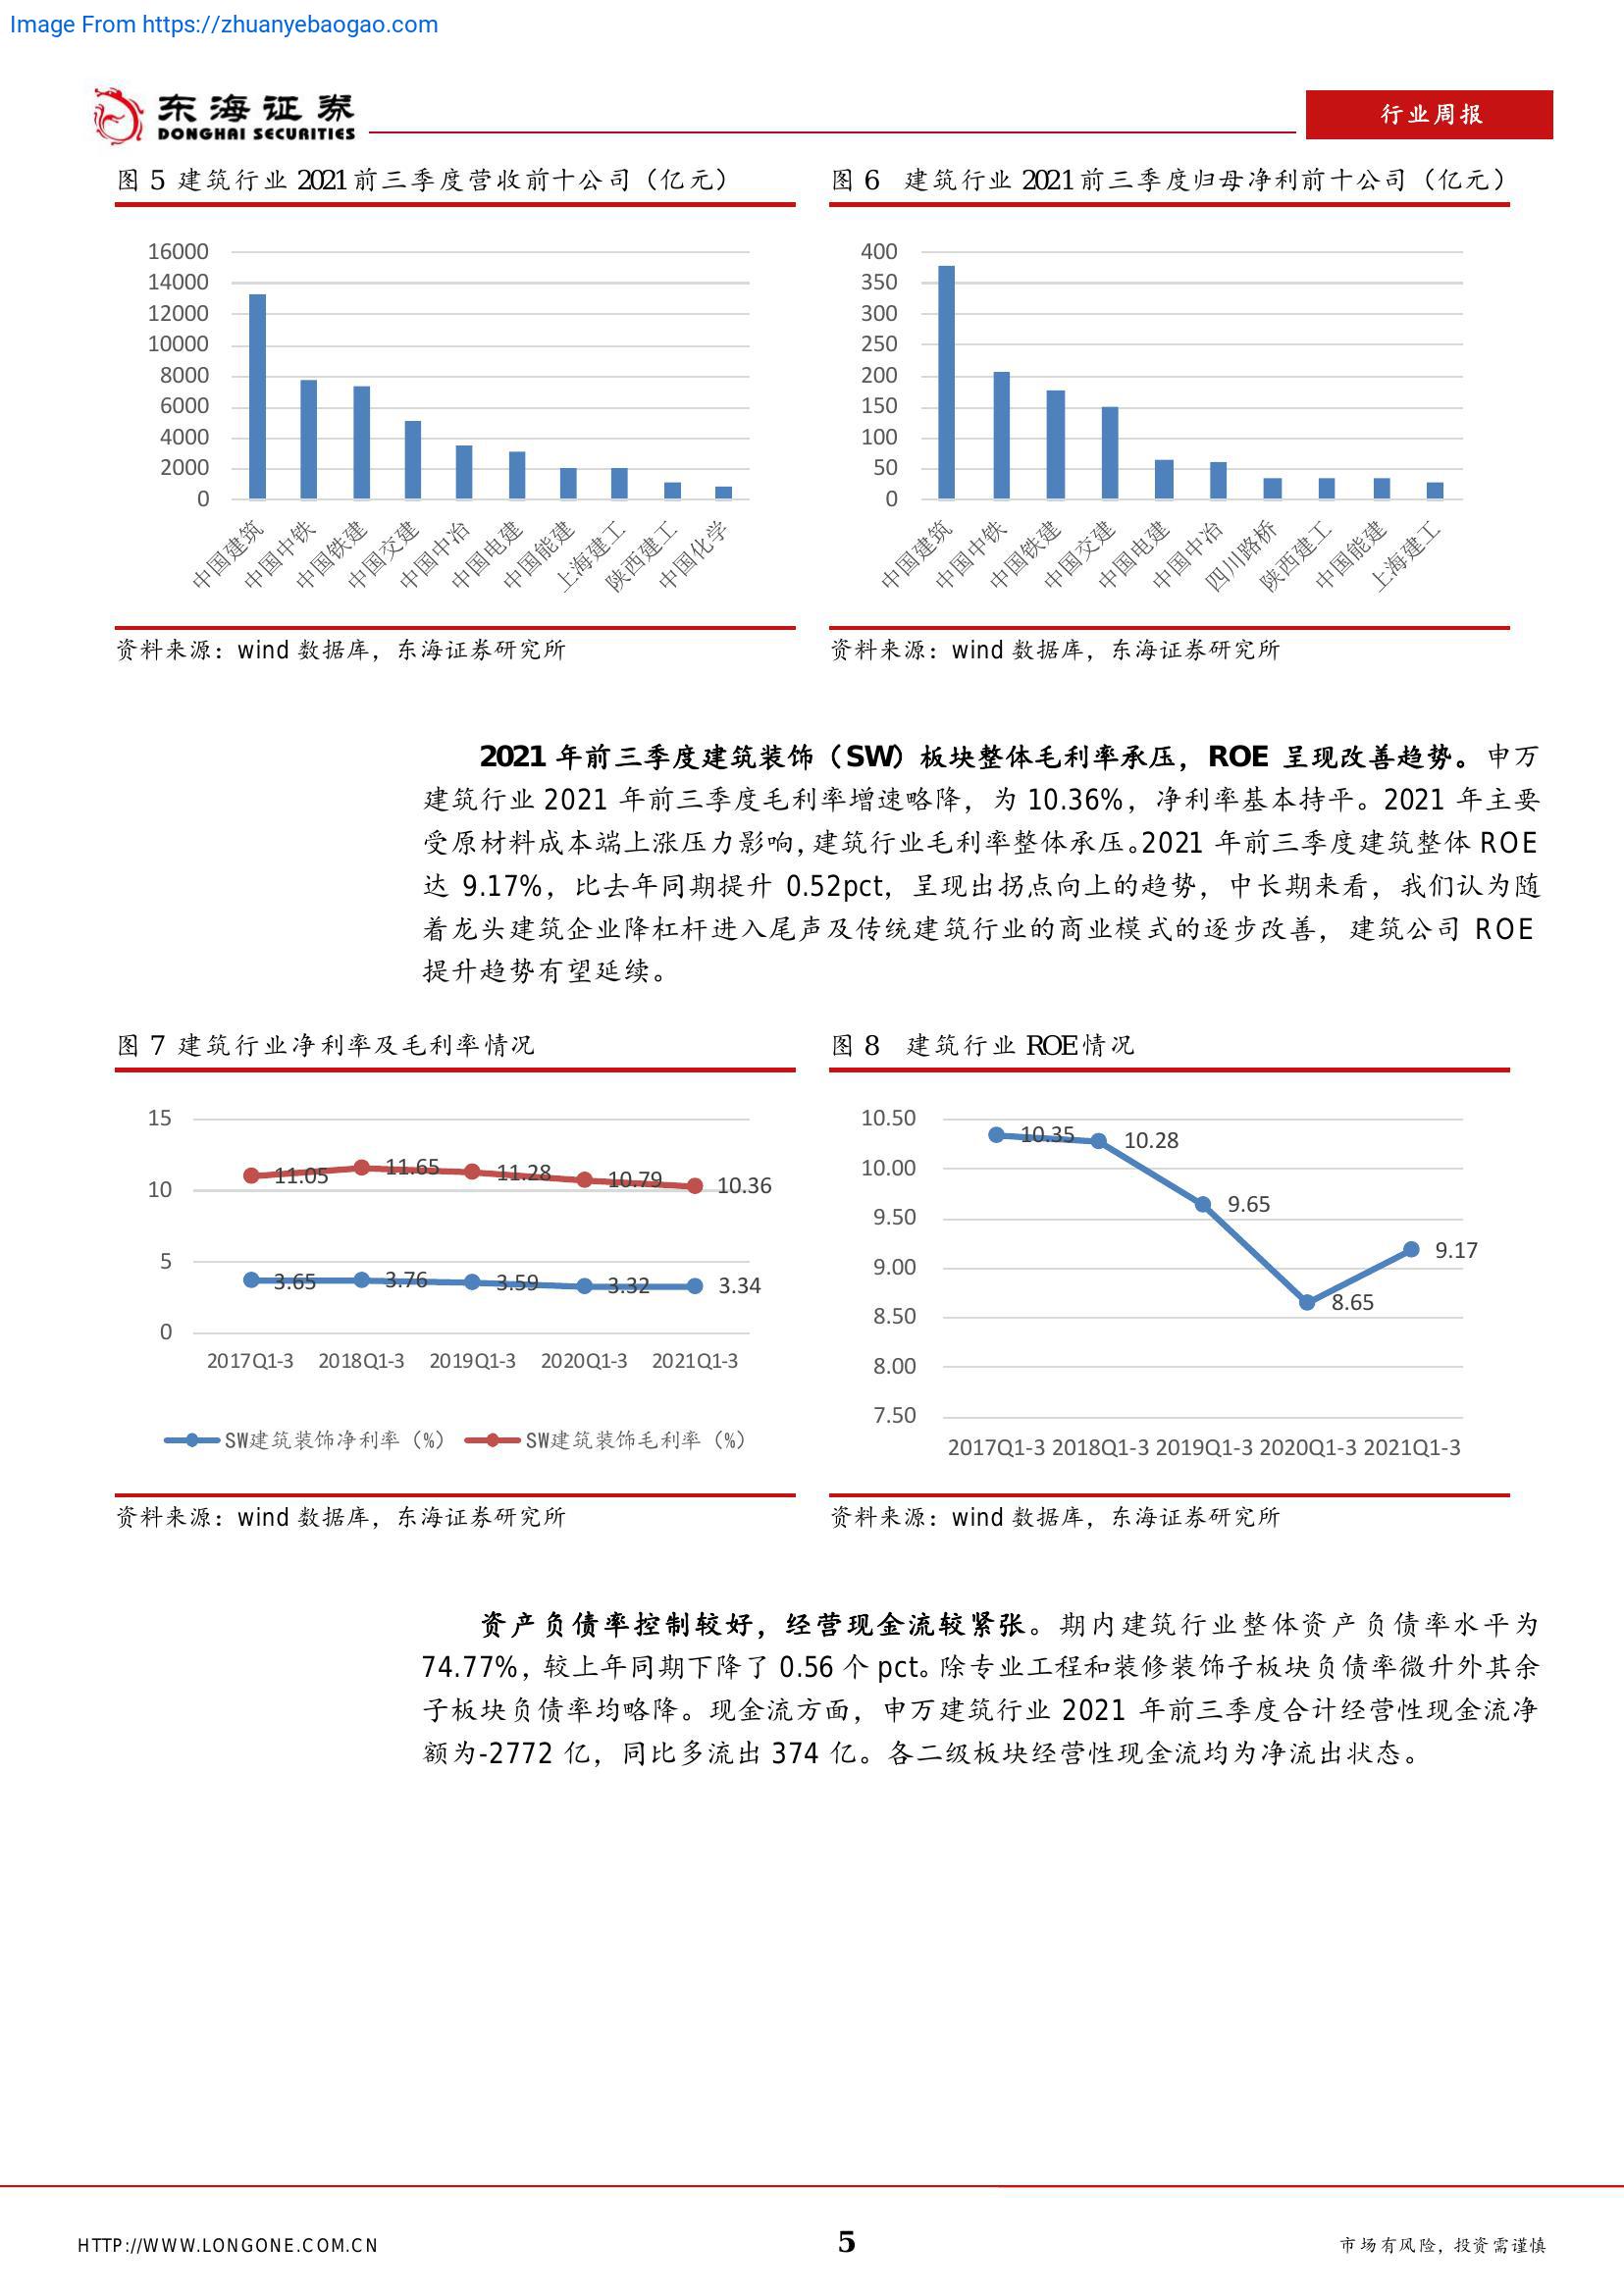 Image From https://zhuanyebaogao.com
东海证券
DONGHAI SECURITIES
行业周报
图 5 建筑行业 2021 前三季度营收前十公司（亿元）
16000
14000
12000
10000
8000
6000
4000
2000
0
中国建筑
中国中铁
中国铁建
中国交建
中国中冶
中国电建
中国能建
上海建工
陕西建工
中国化学
资料来源：wind 数据库，东海证券研究所
图 6 建筑行业 2021 前三季度归母净利前十公司（亿元）
400
350
300
250
200
150
100
50
0
中国建筑
中国中铁
中国铁建
中国交建
中国电建
中国中冶
四川路桥
陕西建工
中国能建
上海建工
资料来源：wind 数据库，东海证券研究所
2021 年前三季度建筑装饰（SW）板块整体毛利率承压，ROE 呈现改善趋势。申万
建筑行业 2021 年前三季度毛利率增速略降，为 10.36%，净利率基本持平。2021 年主要
受原材料成本端上涨压力影响，建筑行业毛利率整体承压。2021 年前三季度建筑整体 ROE
达 9.17%，比去年同期提升 0.52pct，呈现出拐点向上的趋势，中长期来看，我们认为随
着龙头建筑企业降杠杆进入尾声及传统建筑行业的商业模式的逐步改善，建筑公司 ROE
提升趋势有望延续。
图 7 建筑行业净利率及毛利率情况
15
10
5
0
11.05
11.65
11.28
10.79
10.36
3.65
3.76
3.59
3.32
3.34
2017Q1-3 2018Q1-3 2019Q1-3 2020Q1-3 2021Q1-3
SW建筑装饰净利率（%） SW建筑装饰毛利率（%）
资料来源：wind 数据库，东海证券研究所
图 8 建筑行业 ROE 情况
10.50
10.00
9.50
9.00
8.50
8.00
7.50
10.35
10.28
9.65
8.65
9.17
2017Q1-3 2018Q1-3 2019Q1-3 2020Q1-3 2021Q1-3
资料来源：wind 数据库，东海证券研究所
资产负债率控制较好，经营现金流较紧张。期内建筑行业整体资产负债率水平为
74.77%，较上年同期下降了 0.56 个 pct。除专业工程和装修装饰子板块负债率微升外其余
子板块负债率均略降。现金流方面，申万建筑行业 2021 年前三季度合计经营性现金流净
额为-2772 亿，同比多流出 374 亿。各二级板块经营性现金流均为净流出状态。
HTTP://WWW.LONGONE.COM.CN
5
市场有风险，投资需谨慎